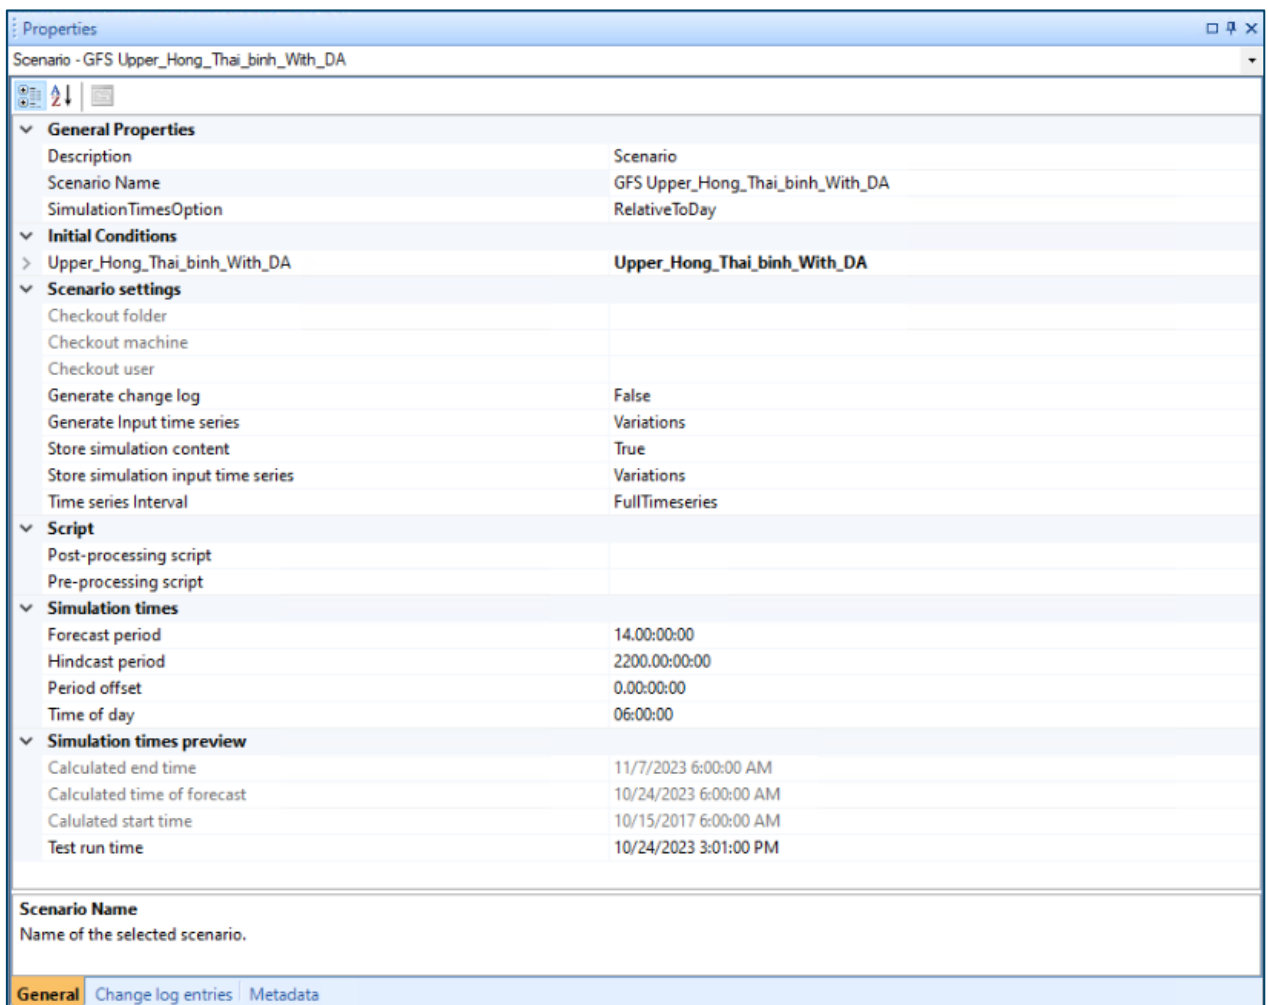 Properties
Scenario - GFS Upper_Hong_Thai_binh_With_DA
General Properties
Description Scenario
Scenario Name GFS Upper_Hong_Thai_binh_With_DA
SimulationTimesOption RelativeToDay
Initial Conditions
Upper_Hong_Thai_binh_With_DA Upper_Hong_Thai_binh_With_DA
Scenario settings
Checkout folder
Checkout machine
Checkout user
Generate change log False
Generate Input time series Variations
Store simulation content True
Store simulation input time series Variations
Time series Interval FullTimeseries
Script
Post-processing script
Pre-processing script
Simulation times
Forecast period 14.00:00:00
Hindcast period 2200.00:00:00
Period offset 0.00:00:00
Time of day 06:00:00
Simulation times preview
Calculated end time 11/7/2023 6:00:00 AM
Calculated time of forecast 10/24/2023 6:00:00 AM
Calulated start time 10/15/2017 6:00:00 AM
Test run time 10/24/2023 3:01:00 PM
Scenario Name
Name of the selected scenario.
General Change log entries Metadata